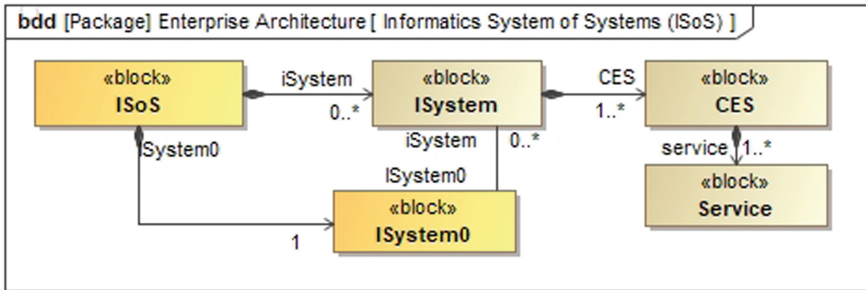 bdd [Package] Enterprise Architecture [ Informatics System of Systems (ISoS) ]
«block»
ISoS
iSystem
0..*
«block»
ISystem
CES
1..*
«block»
CES
ISystem0
iSystem
0..*
service
1..*
ISystem0
«block»
Service
«block»
ISystem0
1